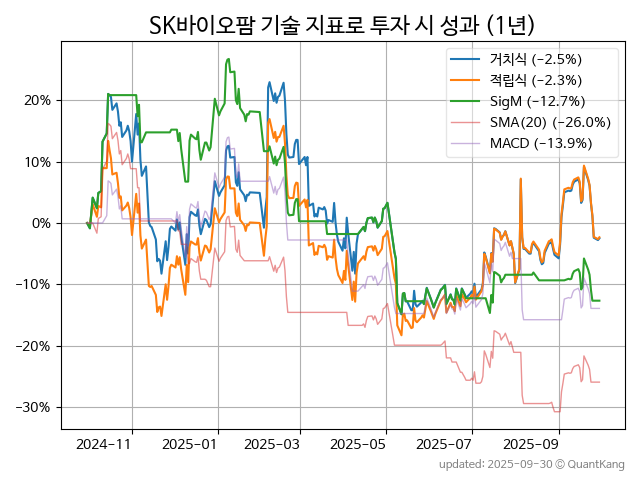 SK바이오팜 기술 지표로 투자 시 성과 (1년)
거치식 (−2.5%)
적립식 (−2.3%)
SigM (−12.7%)
SMA(20) (−26.0%)
MACD (−13.9%)
20%
10%
0%
−10%
−20%
−30%
2024-11 2025-01 2025-03 2025-05 2025-07 2025-09
updated: 2025-09-30 © QuantKang